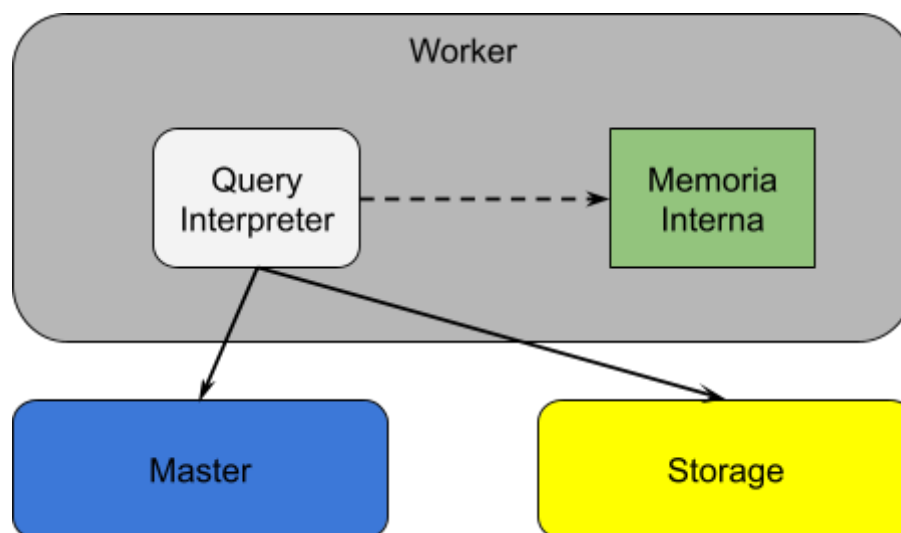 Worker
Query
Interpreter
Memoria
Interna
Master
Storage